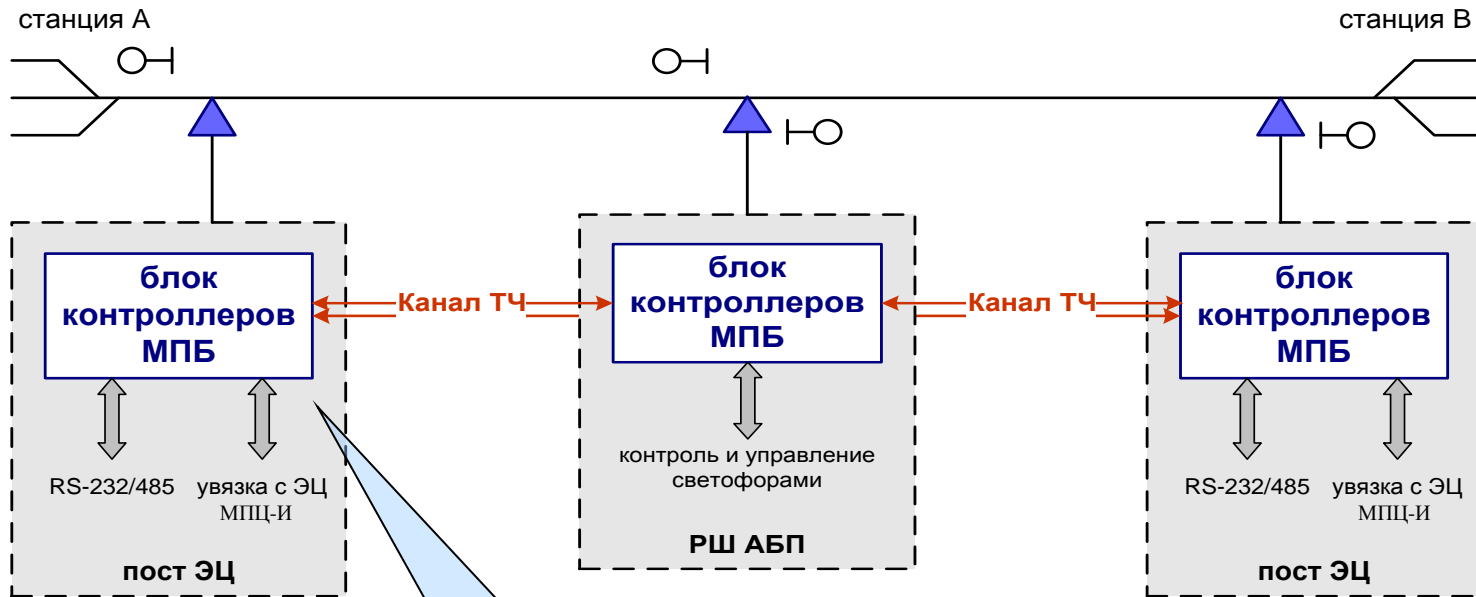 станция А
станция В
блок
контроллеров
МПБ
Канал ТЧ
блок
контроллеров
МПБ
Канал ТЧ
блок
контроллеров
МПБ
RS-232/485
увязка с ЭЦ
МПЦ-И
пост ЭЦ
контроль и управление
светофорами
РШ АБП
RS-232/485
увязка с ЭЦ
МПЦ-И
пост ЭЦ